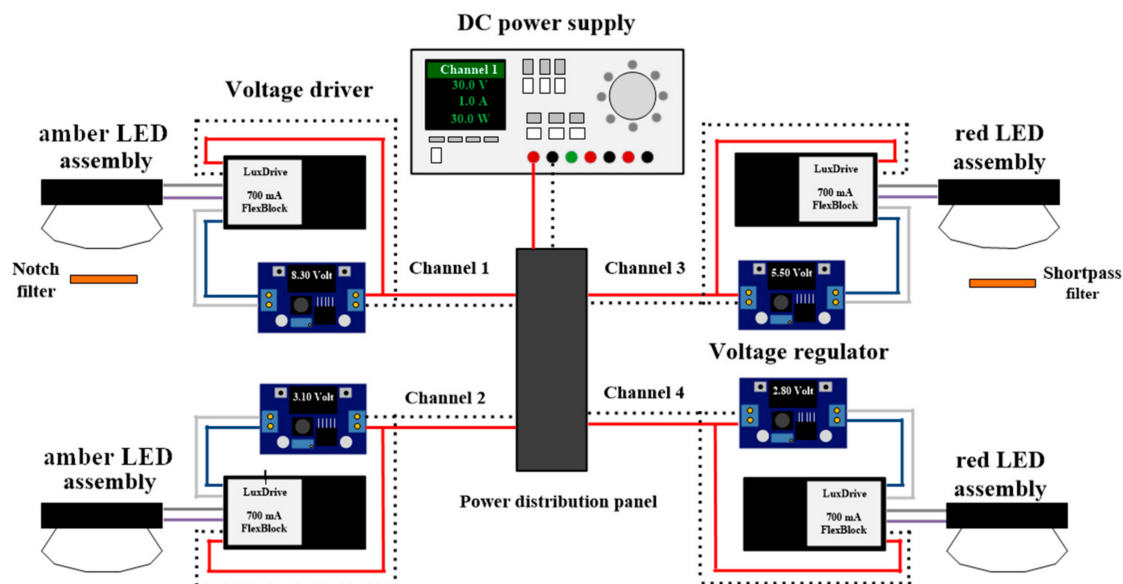 DC power supply
Channel 1
30.0 V
1.0 A
30.0 W
Voltage driver
amber LED
assembly
LuxDrive
700 mA
FlexBlock
red LED
assembly
LuxDrive
700 mA
FlexBlock
Notch
filter
8.30 Volt
Channel 1
Channel 3
5.50 Volt
Shortpass
filter
Voltage regulator
3.10 Volt
Channel 2
Channel 4
2.80 Volt
amber LED
assembly
LuxDrive
700 mA
FlexBlock
Power distribution panel
LuxDrive
700 mA
FlexBlock
red LED
assembly